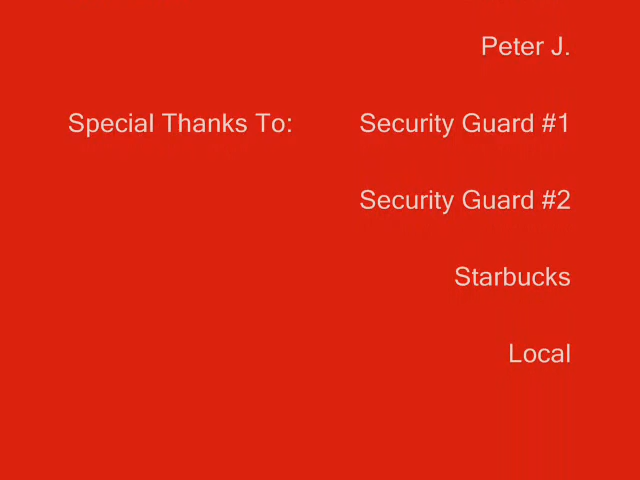 Peter J.
Special Thanks To: Security Guard #1
Security Guard #2
Starbucks
Local